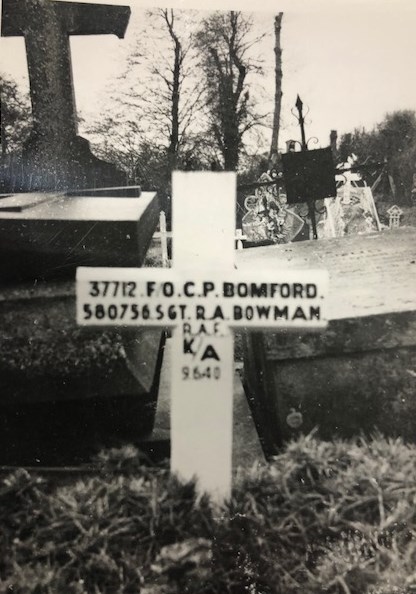 37712. F/O. C. P. BOMFORD.
580756. SGT. R. A. BOWMAN.
R.A.F.
K/A
9.6.40